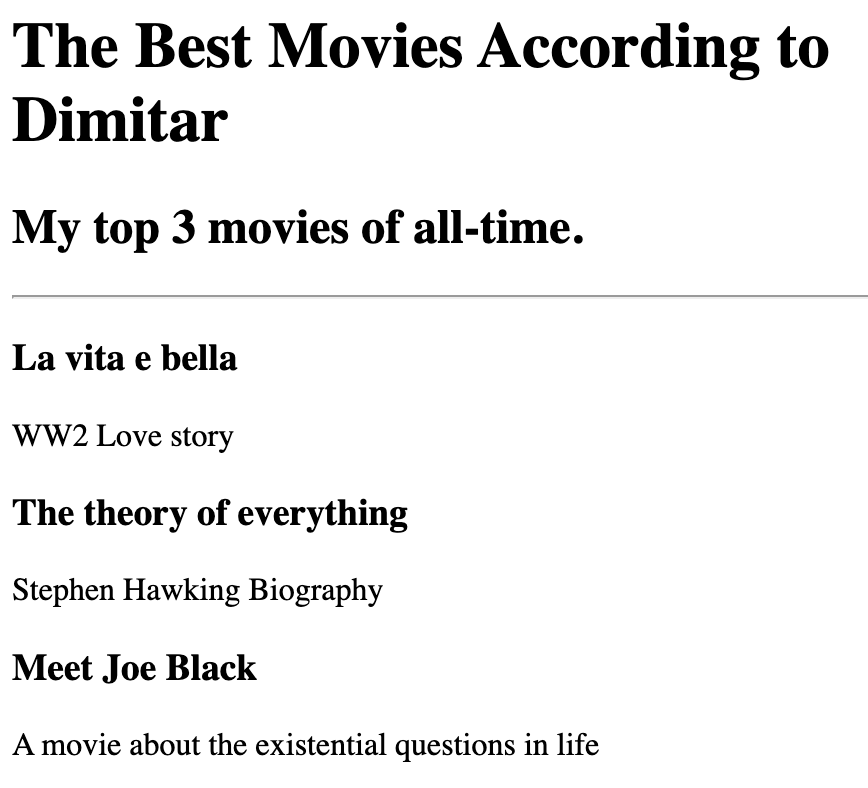 The Best Movies According to
Dimitar
My top 3 movies of all-time.
La vita e bella
WW2 Love story
The theory of everything
Stephen Hawking Biography
Meet Joe Black
A movie about the existential questions in life